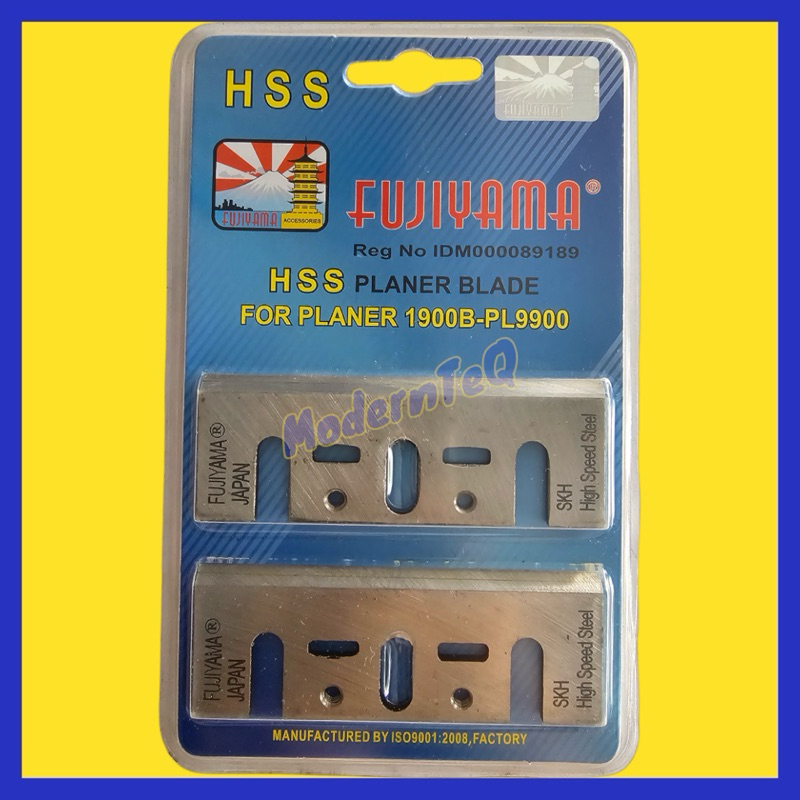 HSS
FUJIYAMA
FUJIYAMA ACCESSORIES
FUJIYAMA®
Reg No IDM000089189
HSS PLANER BLADE
FOR PLANER 1900B-PL9900
ModernTeQ
FUJIYAMA®
JAPAN
SKH
High Speed Steel
FUJIYAMA®
JAPAN
SKH
High Speed Steel
MANUFACTURED BY ISO9001:2008,FACTORY